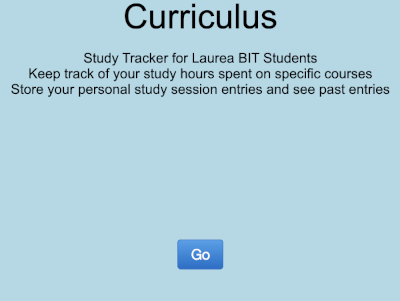 Curriculus
Study Tracker for Laurea BIT Students
Keep track of your study hours spent on specific courses
Store your personal study session entries and see past entries
Go